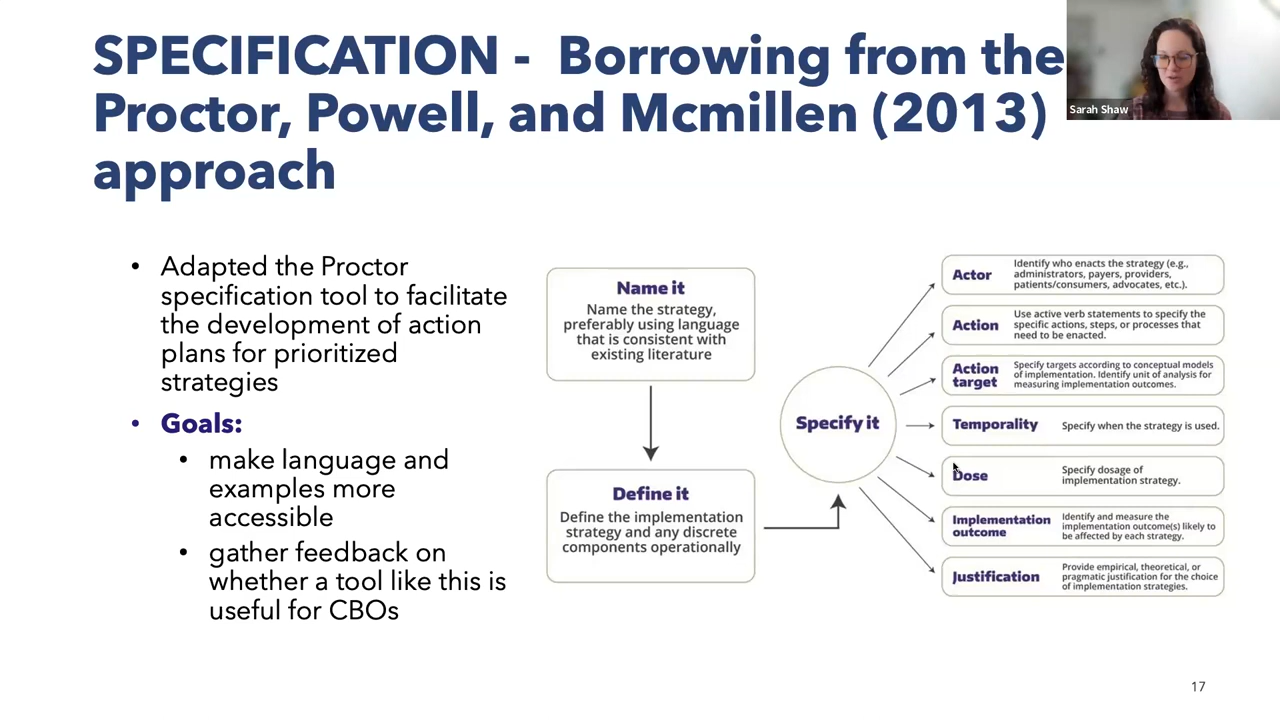 SPECIFICATION - Borrowing from the
Proctor, Powell, and Mcmillen (2013)
approach
Sarah Shaw
• Adapted the Proctor
specification tool to facilitate
the development of action
plans for prioritized
strategies
• Goals:
• make language and
examples more
accessible
• gather feedback on
whether a tool like this is
useful for CBOs
Name it
Name the strategy,
preferably using language
that is consistent with
existing literature
Define it
Define the implementation
strategy and any discrete
components operationally
Specify it
Actor
Identify who enacts the strategy (e.g.,
administrators, payers, providers,
patients/consumers, advocates, etc.).
Action
Use active verb statements to specify the
specific actions, steps, or processes that
need to be enacted.
Action
target
Specify targets according to conceptual models
of implementation. Identify unit of analysis for
measuring implementation outcomes.
Temporality
Specify when the strategy is used.
Dose
Specify dosage of
implementation strategy.
Implementation
outcome
Identify and measure the
implementation outcome(s) likely to
be affected by each strategy.
Justification
Provide empirical, theoretical, or
pragmatic justification for the choice
of implementation strategies.
17